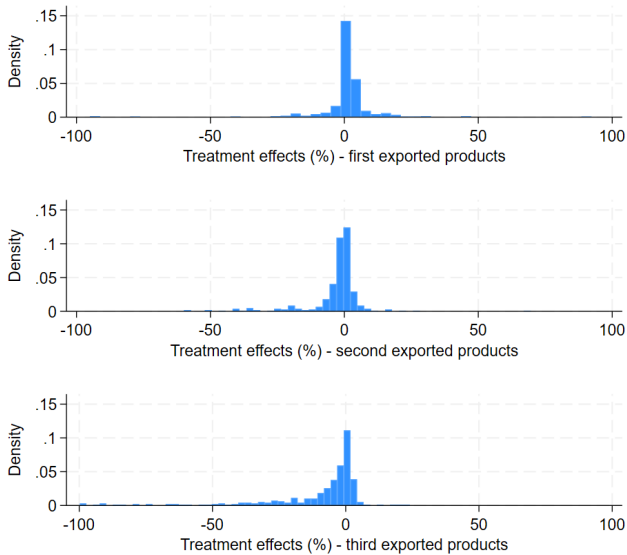 Density
.15
.1
.05
0
-100 -50 0 50 100
Treatment effects (%) - first exported products
Density
.15
.1
.05
0
-100 -50 0 50 100
Treatment effects (%) - second exported products
Density
.15
.1
.05
0
-100 -50 0 50 100
Treatment effects (%) - third exported products